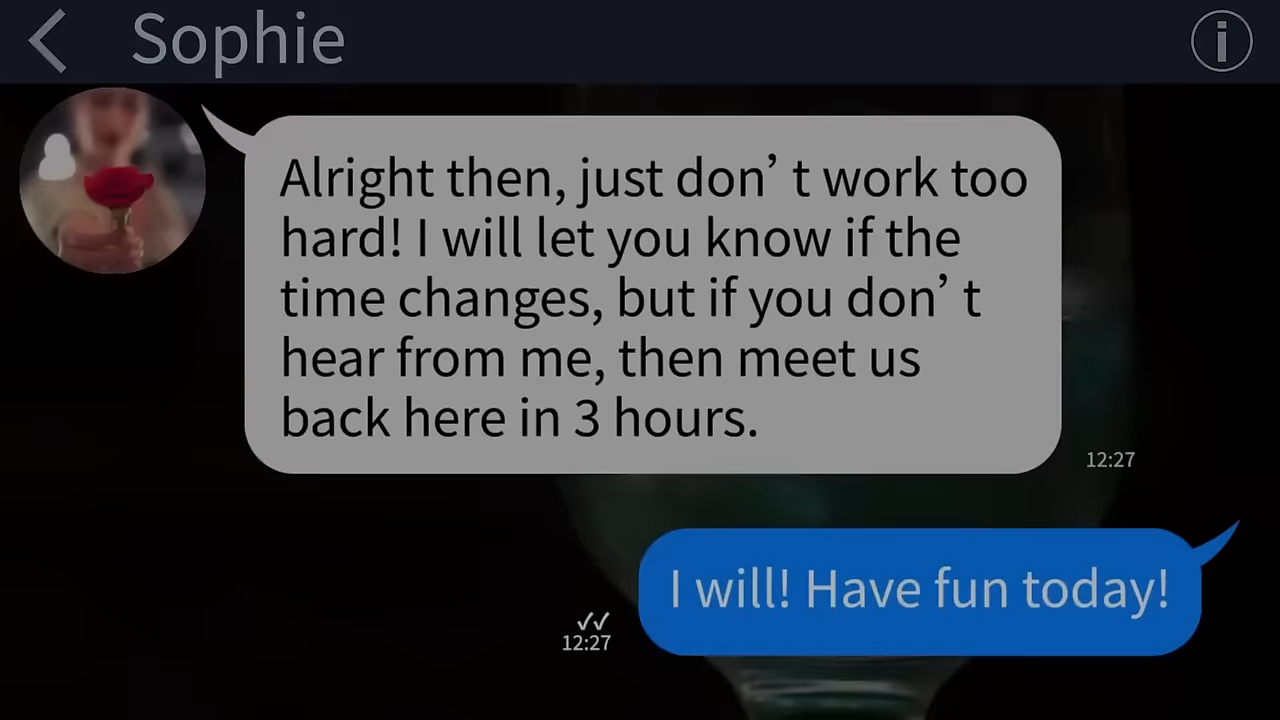 Sophie
Alright then, just don’t work too
hard! I will let you know if the
time changes, but if you don’t
hear from me, then meet us
back here in 3 hours.
12:27
I will! Have fun today!
12:27